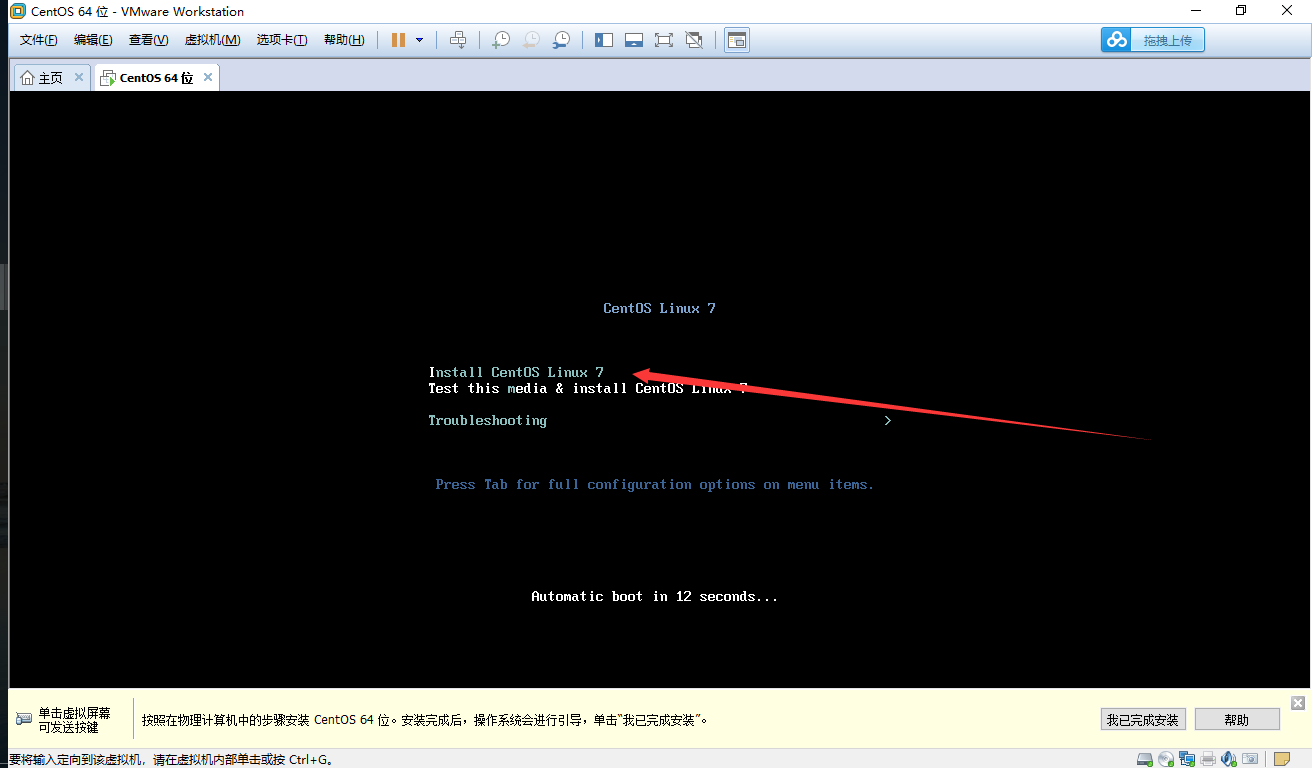 CentOS 64 位 - VMware Workstation
文件(F) 编辑(E) 查看(V) 虚拟机(M) 选项卡(T) 帮助(H)
拖拽上传
主页 CentOS 64 位
CentOS Linux 7
Install CentOS Linux 7
Test this media & install CentOS Linux 7
Troubleshooting >
Press Tab for full configuration options on menu items.
Automatic boot in 12 seconds...
单击虚拟屏幕
可发送按键
按照在物理计算机中的步骤安装 CentOS 64 位。安装完成后，操作系统会进行引导，单击“我已完成安装”。
我已完成安装 帮助
要将输入定向到该虚拟机，请在虚拟机内部单击或按 Ctrl+G。